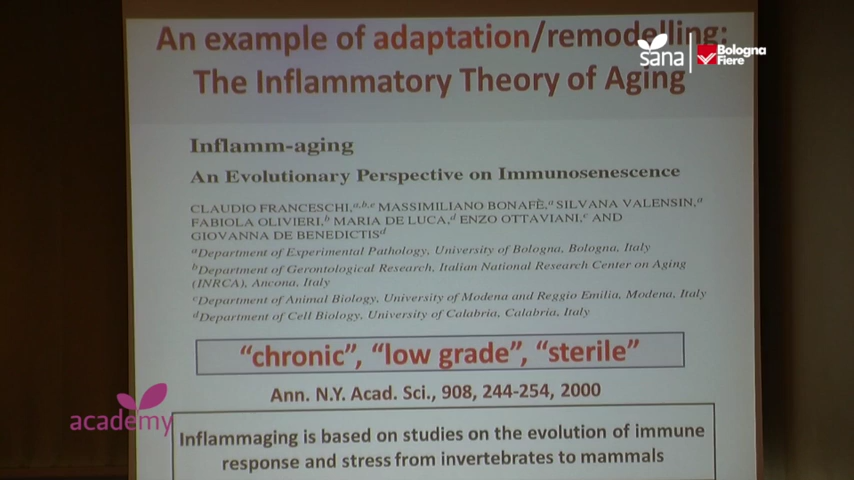 An example of adaptation/remodelling:
The Inflammatory Theory of Aging
sana
Bologna
Fiere
Inflamm-aging
An Evolutionary Perspective on Immunosenescence
CLAUDIO FRANCESCHI,a,b,e MASSIMILIANO BONAFÈ,a SILVANA VALENSIN,a
FABIOLA OLIVIERI,b MARIA DE LUCA,d ENZO OTTAVIANI,c AND
GIOVANNA DE BENEDICTISd
aDepartment of Experimental Pathology, University of Bologna, Bologna, Italy
bDepartment of Gerontological Research, Italian National Research Center on Aging
(INRCA), Ancona, Italy
cDepartment of Animal Biology, University of Modena and Reggio Emilia, Modena, Italy
dDepartment of Cell Biology, University of Calabria, Calabria, Italy
“chronic”, “low grade”, “sterile”
Ann. N.Y. Acad. Sci., 908, 244-254, 2000
academy
Inflammaging is based on studies on the evolution of immune
response and stress from invertebrates to mammals